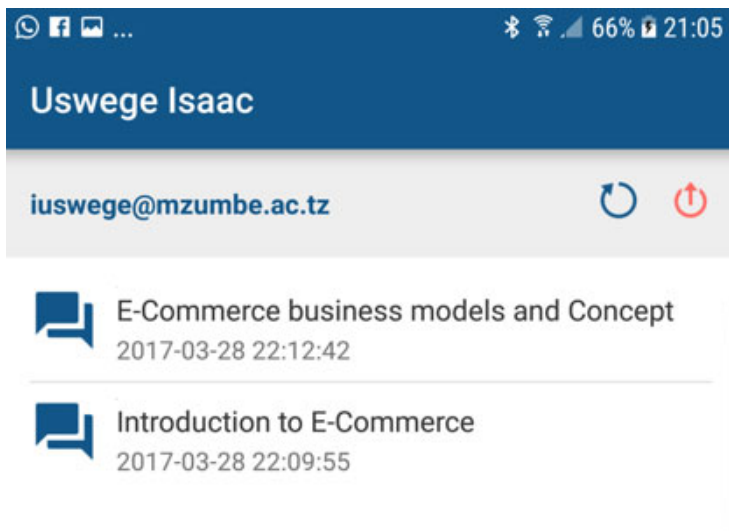 ... 66% 21:05
Uswege Isaac
iuswege@mzumbe.ac.tz
E-Commerce business models and Concept
2017-03-28 22:12:42
Introduction to E-Commerce
2017-03-28 22:09:55